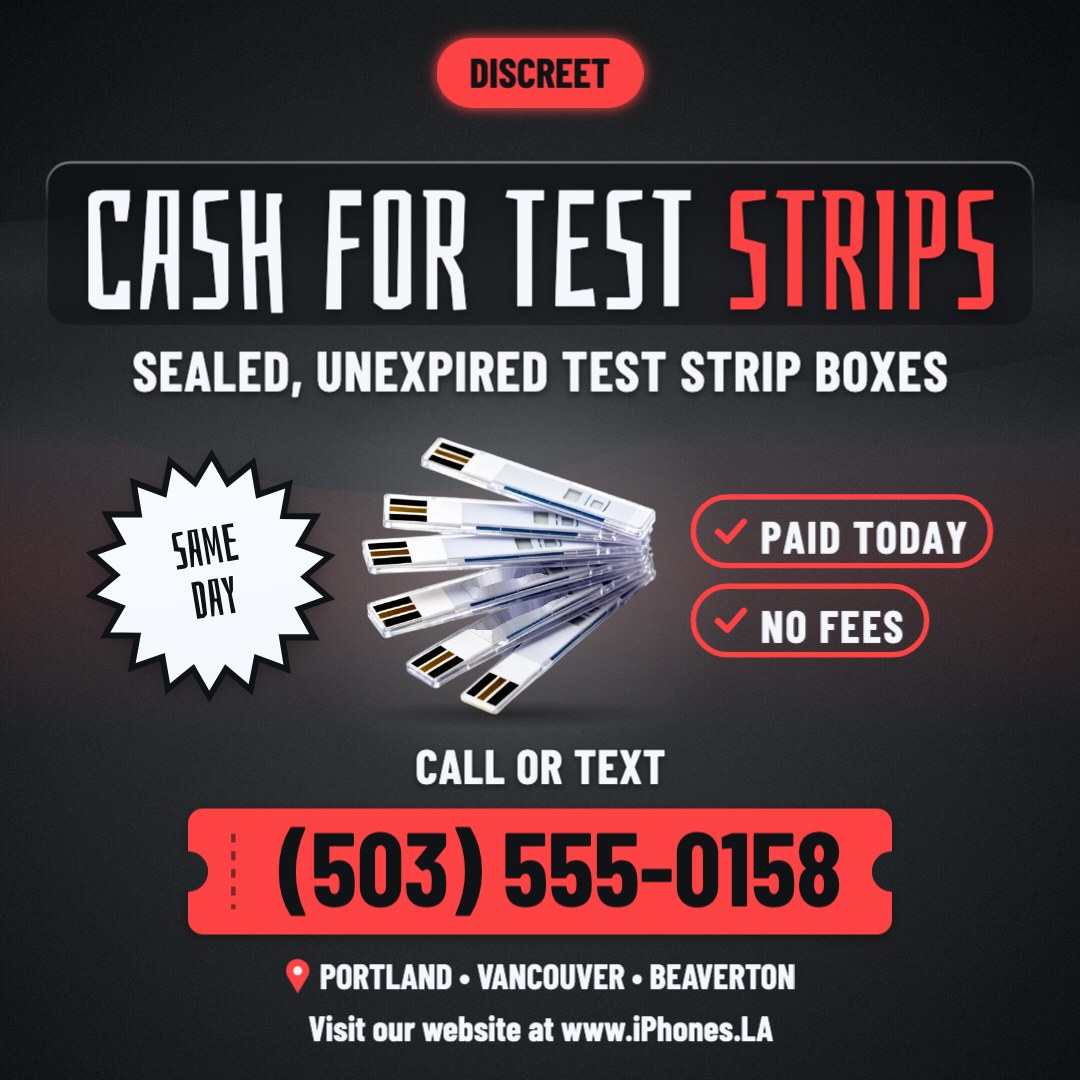 DISCREET
CASH FOR TEST STRIPS
SEALED, UNEXPIRED TEST STRIP BOXES
SAME
DAY
PAID TODAY
NO FEES
CALL OR TEXT
(503) 555-0158
PORTLAND • VANCOUVER • BEAVERTON
Visit our website at www.iPhones.LA